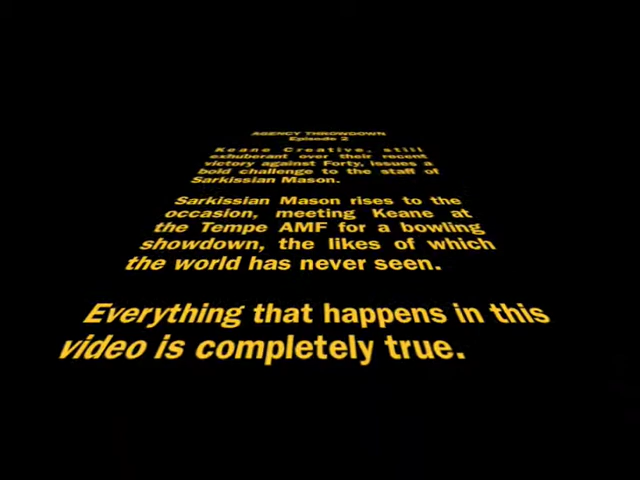 AGENCY THROWDOWN
Episode 2
Keane Creative, still
exhuberant over their recent
victory against Forty, issues a
bold challenge to the staff of
Sarkissian Mason.
Sarkissian Mason rises to the
occasion, meeting Keane at
the Tempe AMF for a bowling
showdown, the likes of which
the world has never seen.
Everything that happens in this
video is completely true.